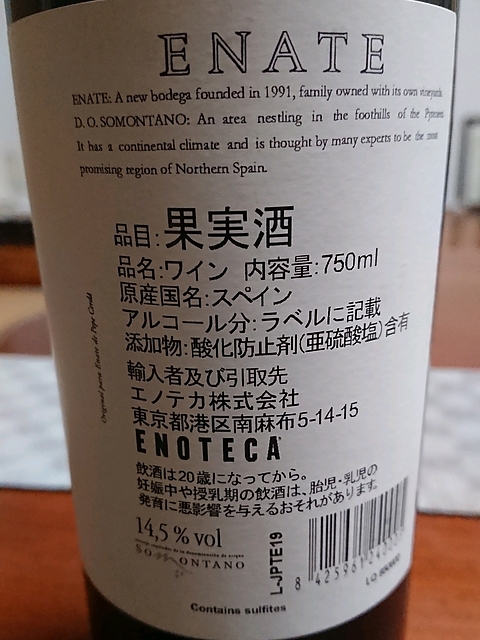 ENATE
ENATE: A new bodega founded in 1991, family owned with its own vineyards.
D. O. SOMONTANO: An area nestling in the foothills of the Pyrenees.
It has a continental climate and is thought by many experts to be the most
promising region of Northern Spain.
品目:果実酒
品名:ワイン 内容量:750ml
原産国名:スペイン
アルコール分:ラベルに記載
添加物:酸化防止剤(亜硫酸塩)含有
輸入者及び引取先
エノテカ株式会社
東京都港区南麻布5-14-15
ENOTECA
飲酒は20歳になってから。
妊娠中や授乳期の飲酒は、胎児・乳児の
発育に悪影響を与えるおそれがあります。
Original para Enate de Pepe Cerdá
14,5 % vol
SOMONTANO
L-JPTE19
Contains sulfites